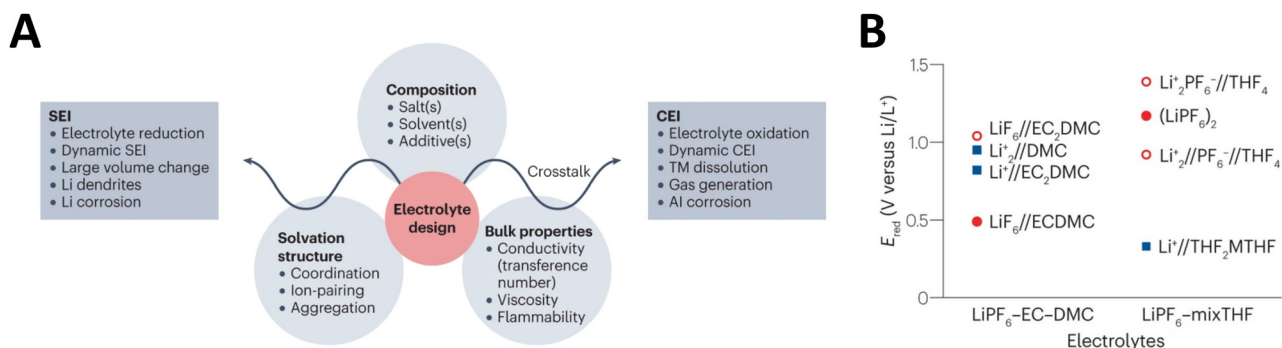 A
SEI
• Electrolyte reduction
• Dynamic SEI
• Large volume change
• Li dendrites
• Li corrosion
Composition
• Salt(s)
• Solvent(s)
• Additive(s)
Electrolyte
design
Solvation
structure
• Coordination
• Ion-pairing
• Aggregation
Bulk properties
• Conductivity
(transference
number)
• Viscosity
• Flammability
Crosstalk
CEI
• Electrolyte oxidation
• Dynamic CEI
• TM dissolution
• Gas generation
• Al corrosion
B
E_red (V versus Li/L⁺)
1.5
1.0
0.5
0
LiF₆//EC₂DMC
Li⁺₂//DMC
Li⁺//EC₂DMC
LiF₆//ECDMC
Li⁺₂PF₆⁻//THF₄
(LiPF₆)₂
Li⁺₂//PF₆⁻//THF₄
Li⁺//THF₂MTHF
LiPF₆–EC–DMC
LiPF₆–mixTHF
Electrolytes